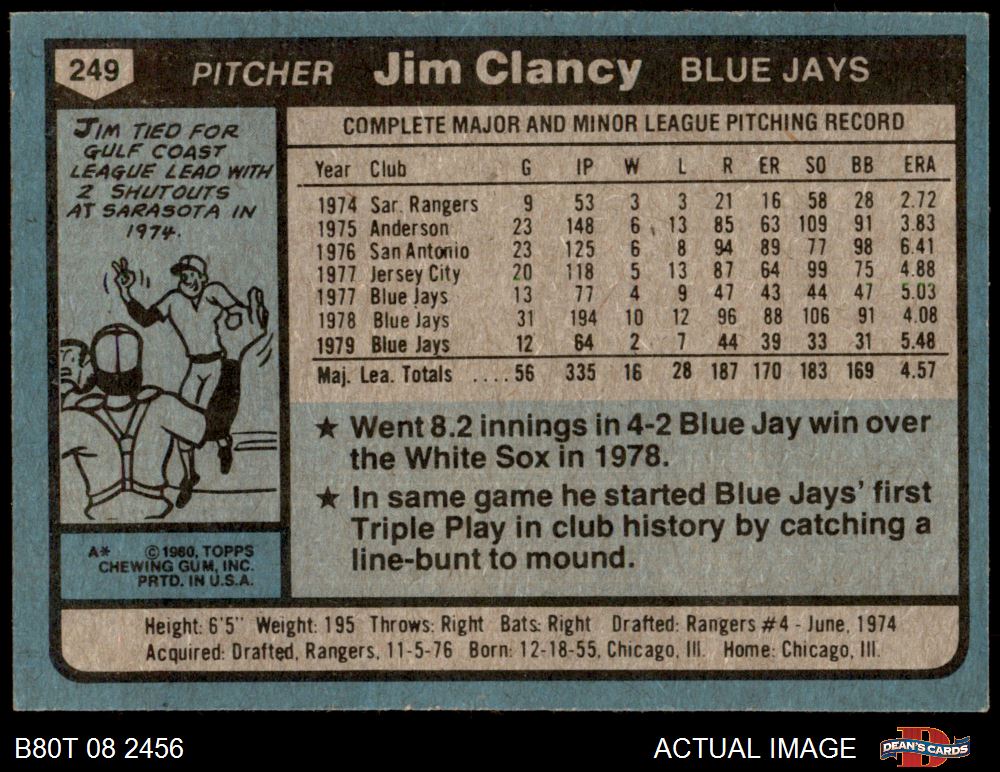 249 PITCHER Jim Clancy BLUE JAYS
JIM TIED FOR
GULF COAST
LEAGUE LEAD WITH
2 SHUTOUTS
AT SARASOTA IN
1974.
COMPLETE MAJOR AND MINOR LEAGUE PITCHING RECORD
Year Club G IP W L R ER SO BB ERA
1974 Sar. Rangers 9 53 3 3 21 16 58 28 2.72
1975 Anderson 23 148 6 13 85 63 109 91 3.83
1976 San Antonio 23 125 6 8 94 89 77 98 6.41
1977 Jersey City 20 118 5 13 87 64 99 75 4.88
1977 Blue Jays 13 77 4 9 47 43 44 47 5.03
1978 Blue Jays 31 194 10 12 96 88 106 91 4.08
1979 Blue Jays 12 64 2 7 44 39 33 31 5.48
Maj. Lea. Totals .... 56 335 16 28 187 170 183 169 4.57
★ Went 8.2 innings in 4-2 Blue Jay win over
the White Sox in 1978.
★ In same game he started Blue Jays' first
Triple Play in club history by catching a
line-bunt to mound.
A* © 1980, TOPPS
CHEWING GUM, INC.
PRTD. IN U.S.A.
Height: 6'5" Weight: 195 Throws: Right Bats: Right Drafted: Rangers #4 - June, 1974
Acquired: Drafted, Rangers, 11-5-76 Born: 12-18-55, Chicago, Ill. Home: Chicago, Ill.
B80T 08 2456 ACTUAL IMAGE DEAN'S CARDS